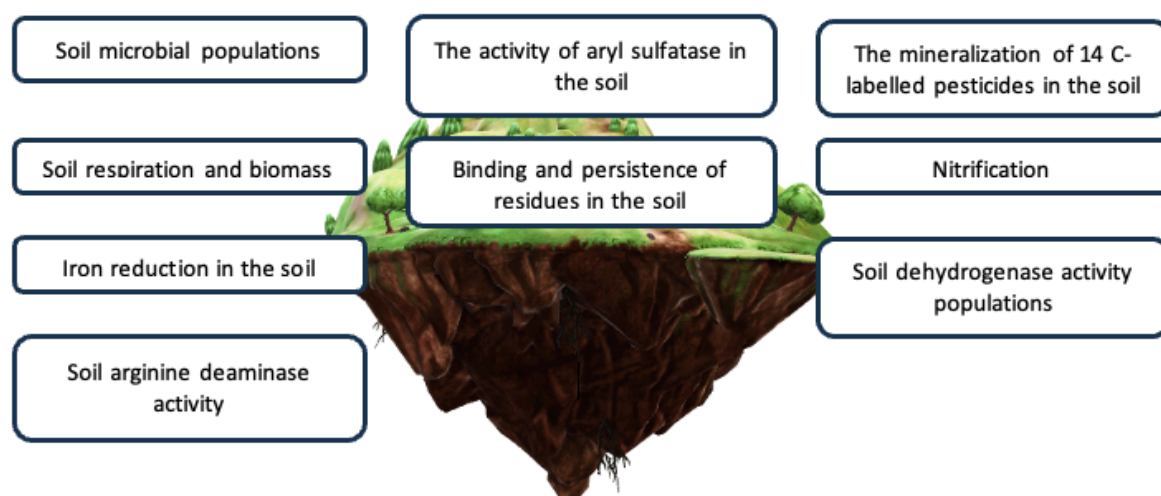 Soil microbial populations
The activity of aryl sulfatase in
the soil
The mineralization of 14 C-
labelled pesticides in the soil
Soil respiration and biomass
Binding and persistence of
residues in the soil
Nitrification
Iron reduction in the soil
Soil dehydrogenase activity
populations
Soil arginine deaminase
activity